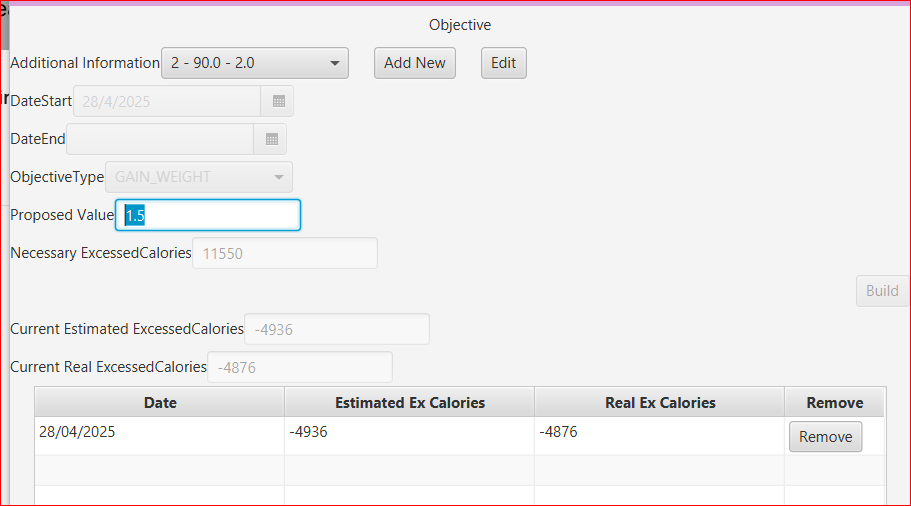 Objective
Additional Information 2 - 90.0 - 2.0 Add New Edit
DateStart 28/4/2025
DateEnd
ObjectiveType GAIN_WEIGHT
Proposed Value 1.5
Necessary ExcessedCalories 11550
Build
Current Estimated ExcessedCalories -4936
Current Real ExcessedCalories -4876
Date Estimated Ex Calories Real Ex Calories Remove
28/04/2025 -4936 -4876 Remove